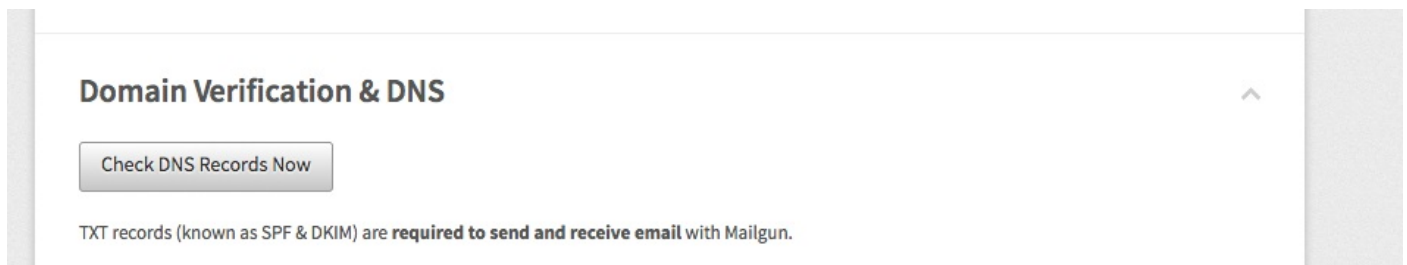 Domain Verification & DNS
Check DNS Records Now
TXT records (known as SPF & DKIM) are required to send and receive email with Mailgun.